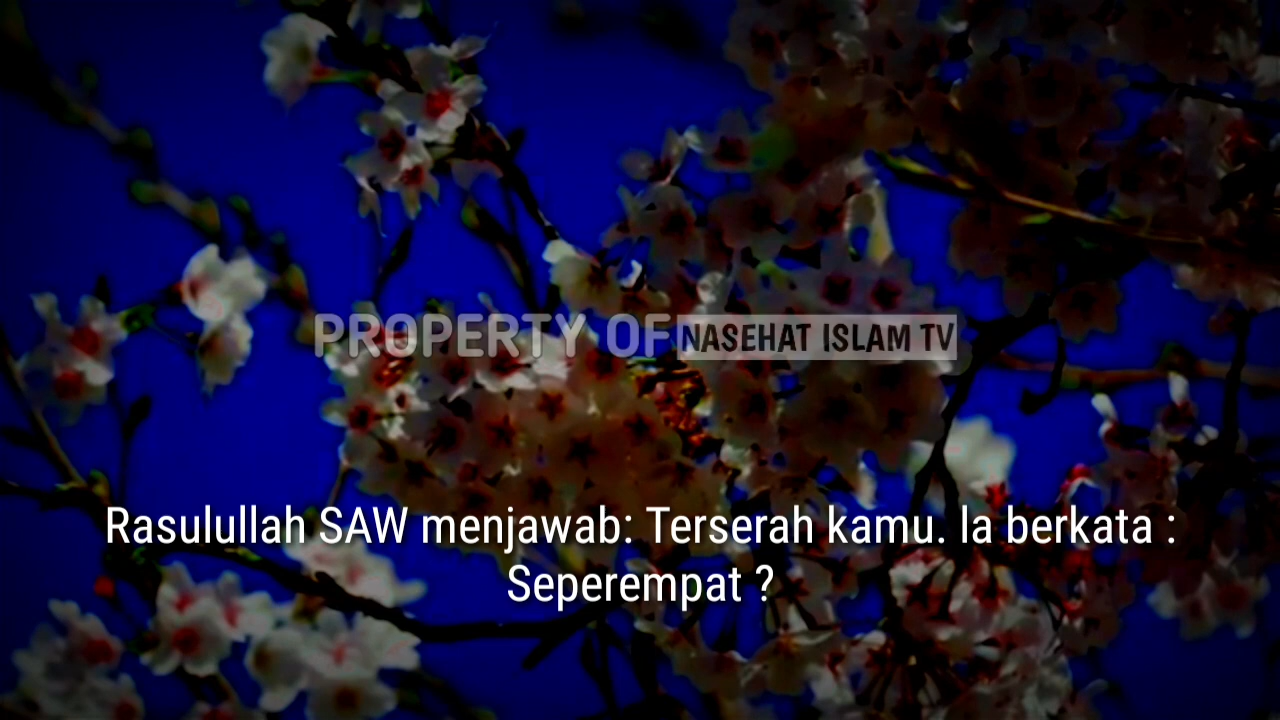 PROPERTY OF NASEHAT ISLAM TV
Rasulullah SAW menjawab: Terserah kamu. Ia berkata :
Seperempat ?